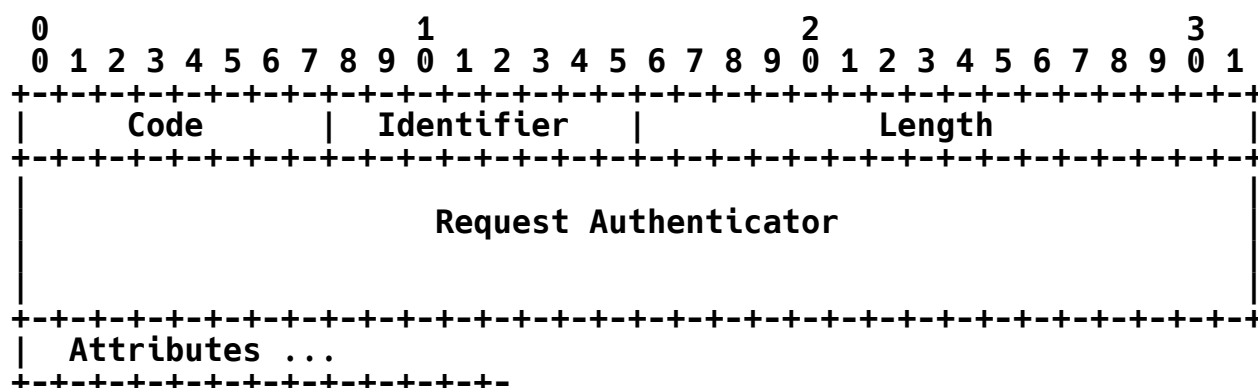 0                   1                   2                   3
 0 1 2 3 4 5 6 7 8 9 0 1 2 3 4 5 6 7 8 9 0 1 2 3 4 5 6 7 8 9 0 1
+-+-+-+-+-+-+-+-+-+-+-+-+-+-+-+-+-+-+-+-+-+-+-+-+-+-+-+-+-+-+-+-+
|     Code      |  Identifier   |            Length             |
+-+-+-+-+-+-+-+-+-+-+-+-+-+-+-+-+-+-+-+-+-+-+-+-+-+-+-+-+-+-+-+-+
|                                                               |
|                     Request Authenticator                     |
|                                                               |
|                                                               |
+-+-+-+-+-+-+-+-+-+-+-+-+-+-+-+-+-+-+-+-+-+-+-+-+-+-+-+-+-+-+-+-+
|  Attributes ...
+-+-+-+-+-+-+-+-+-+-+-+-+-